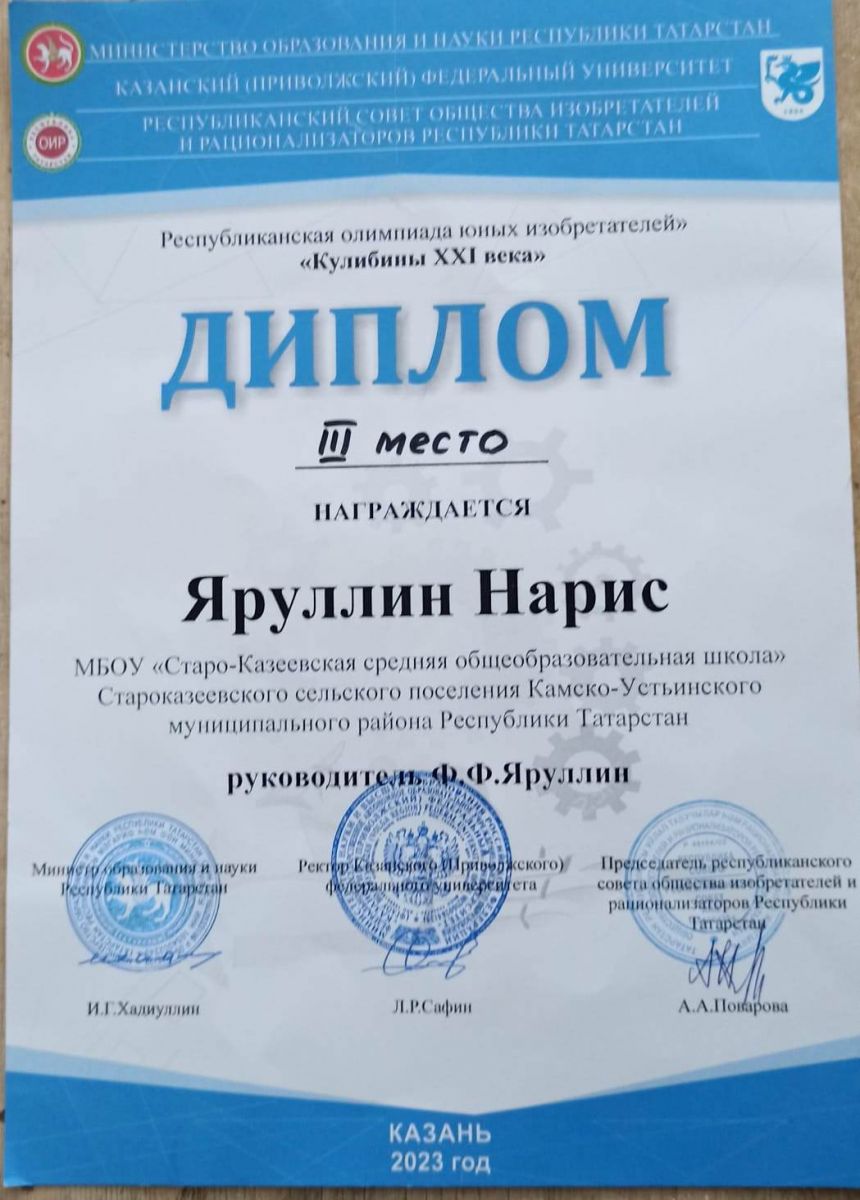 МИНИСТЕРСТВО ОБРАЗОВАНИЯ И НАУКИ РЕСПУБЛИКИ ТАТАРСТАН
КАЗАНСКИЙ (ПРИВОЛЖСКИЙ) ФЕДЕРАЛЬНЫЙ УНИВЕРСИТЕТ
РЕСПУБЛИКАНСКИЙ СОВЕТ ОБЩЕСТВА ИЗОБРЕТАТЕЛЕЙ
И РАЦИОНАЛИЗАТОРОВ РЕСПУБЛИКИ ТАТАРСТАН
ОИР
Республиканская олимпиада юных изобретателей»
«Кулибины XXI века»
ДИПЛОМ
III место
НАГРАЖДАЕТСЯ
Яруллин Нарис
МБОУ «Старо-Казеевская средняя общеобразовательная школа»
Староказеевского сельского поселения Камско-Устьинского
муниципального района Республики Татарстан
руководитель Ф.Ф.Яруллин
Министр образования и науки
Республики Татарстан
И.Г.Хадиуллин
Ректор Казанского (Приволжского)
федерального университета
Л.Р.Сафин
Председатель республиканского
совета общества изобретателей и
рационализаторов Республики
Татарстан
А.А.Поварова
КАЗАНЬ
2023 год